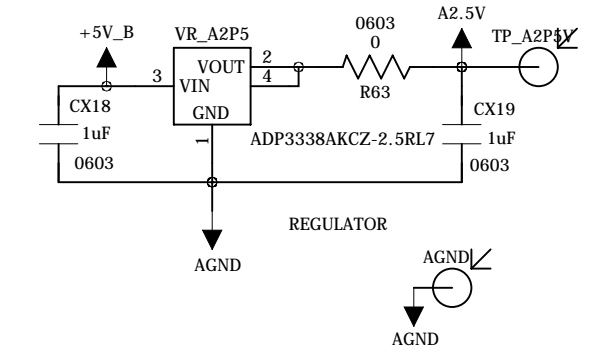 0603
A2.5V
+5V_B
VR_A2P5
0
TP_A2P5V
VOUT
2
3
VIN
4
R63
CX18
GND
CX19
1uF
1
ADP3338AKCZ-2.5RL7
1uF
0603
0603
REGULATOR
AGND
AGND
AGND